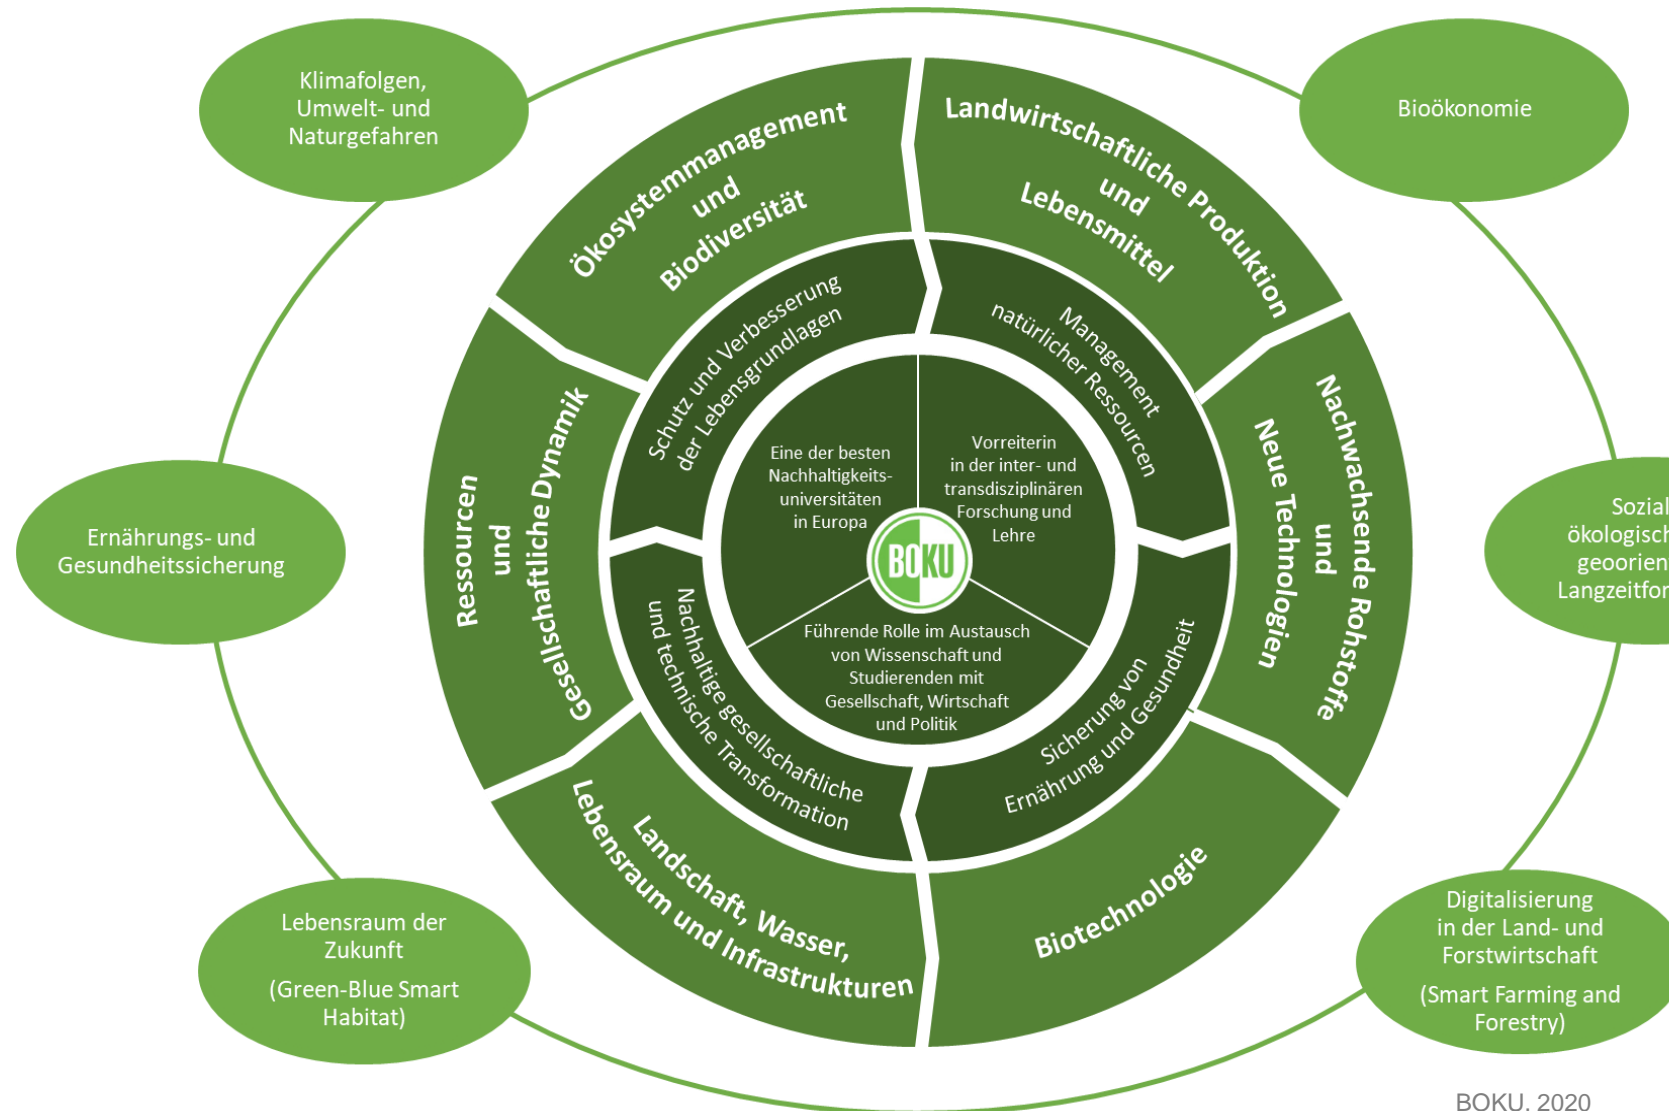 Klimafolgen,
Umwelt- und
Naturgefahren
Bioökonomie
Ökosystemmanagement
und
Biodiversität
Landwirtschaftliche Produktion
und
Lebensmittel
Schutz und Verbesserung
der Lebensgrundlagen
Management
natürlicher Ressourcen
Ressourcen
und
Gesellschaftliche Dynamik
Nachwachsende Rohstoffe
und
Neue Technologien
Eine der besten
Nachhaltigkeits-
universitäten
in Europa
Vorreiterin
in der inter- und
transdisziplinären
Forschung und
Lehre
BOKU
Führende Rolle im Austausch
von Wissenschaft und
Studierenden mit
Gesellschaft, Wirtschaft
und Politik
Ernährungs- und
Gesundheitssicherung
Sozial
ökologisch
geoorien
Langzeitfor
Nachhaltige gesellschaftliche
und technische Transformation
Sicherung von
Ernährung und Gesundheit
Landschaft, Wasser,
Lebensraum und Infrastrukturen
Biotechnologie
Lebensraum der
Zukunft
(Green-Blue Smart
Habitat)
Digitalisierung
in der Land- und
Forstwirtschaft
(Smart Farming and
Forestry)
BOKU, 2020